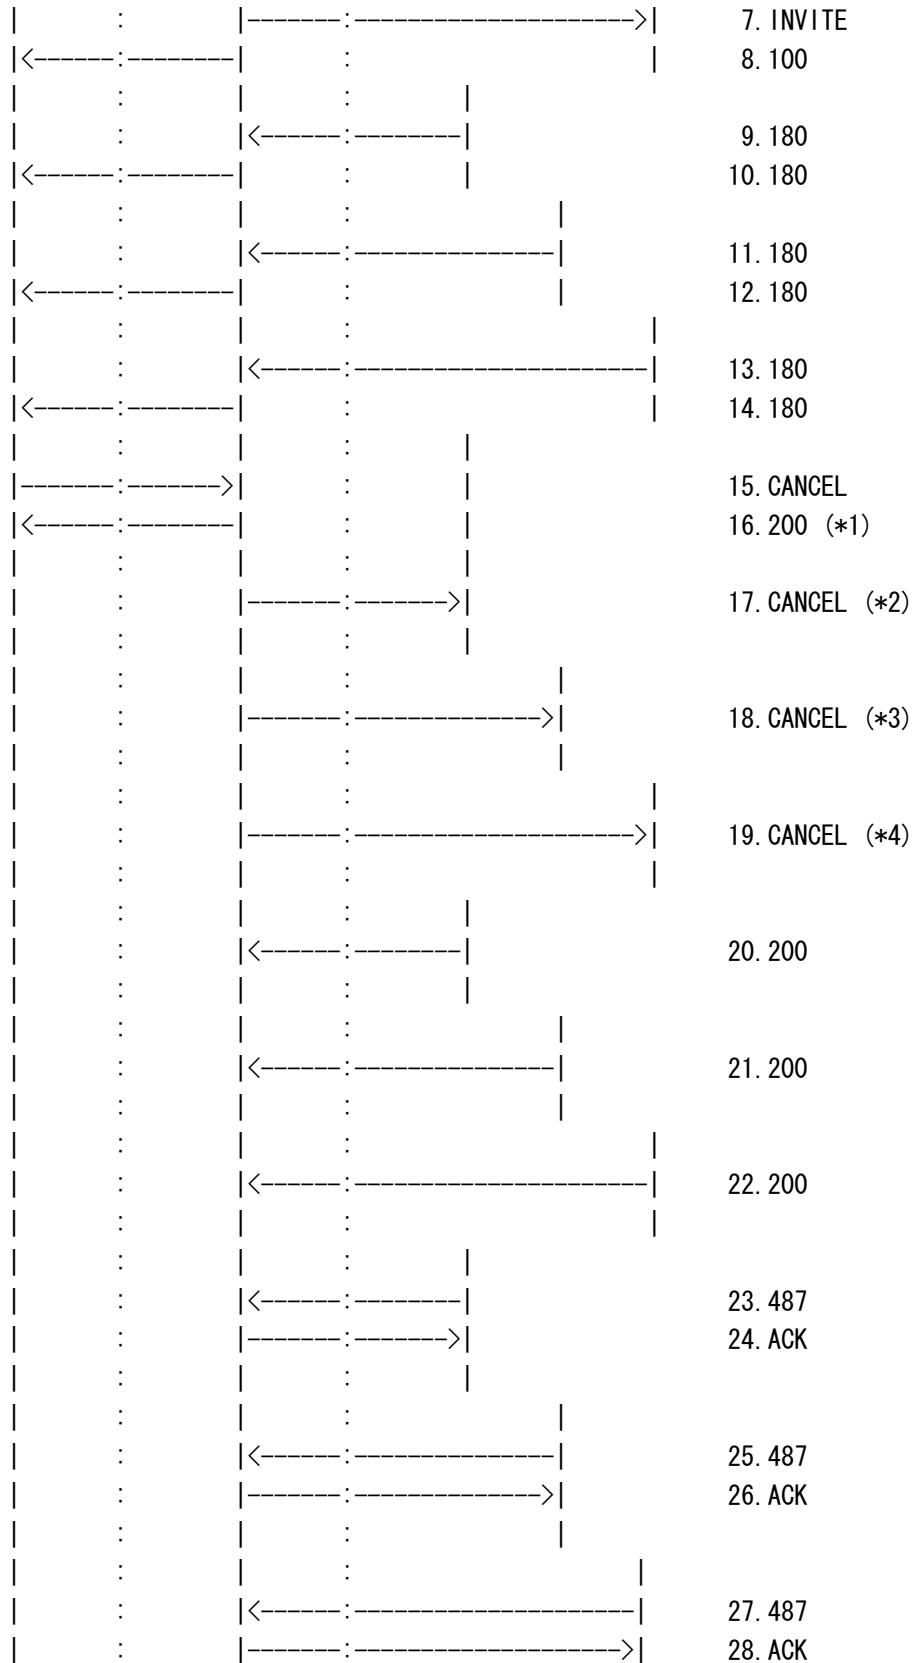 |       :        |------:--------------------->|      7. INVITE
|<------:--------|       :                      |      8. 100
|       :        |       :        |
|       :        |<------:--------|                    9. 180
|<------:--------|       :        |                   10. 180
|       :        |       :               |
|       :        |<------:---------------|            11. 180
|<------:--------|       :               |            12. 180
|       :        |       :                      |
|       :        |<------:----------------------|     13. 180
|<------:--------|       :                      |     14. 180
|       :        |       :        |
|-------:------->|       :        |                   15. CANCEL
|<------:--------|       :        |                   16. 200 (*1)
|       :        |       :        |
|       :        |-------:------->|                   17. CANCEL (*2)
|       :        |       :        |
|       :        |       :               |
|       :        |-------:-------------->|            18. CANCEL (*3)
|       :        |       :               |
|       :        |       :                      |
|       :        |-------:--------------------->|     19. CANCEL (*4)
|       :        |       :                      |
|       :        |       :        |
|       :        |<------:--------|                   20. 200
|       :        |       :        |
|       :        |       :               |
|       :        |<------:---------------|            21. 200
|       :        |       :               |
|       :        |       :                      |
|       :        |<------:----------------------|     22. 200
|       :        |       :                      |
|       :        |       :        |
|       :        |<------:--------|                   23. 487
|       :        |-------:------->|                   24. ACK
|       :        |       :        |
|       :        |       :               |
|       :        |<------:---------------|            25. 487
|       :        |-------:-------------->|            26. ACK
|       :        |       :               |
|       :        |       :                     |
|       :        |<------:---------------------|      27. 487
|       :        |-------:-------------------->|      28. ACK